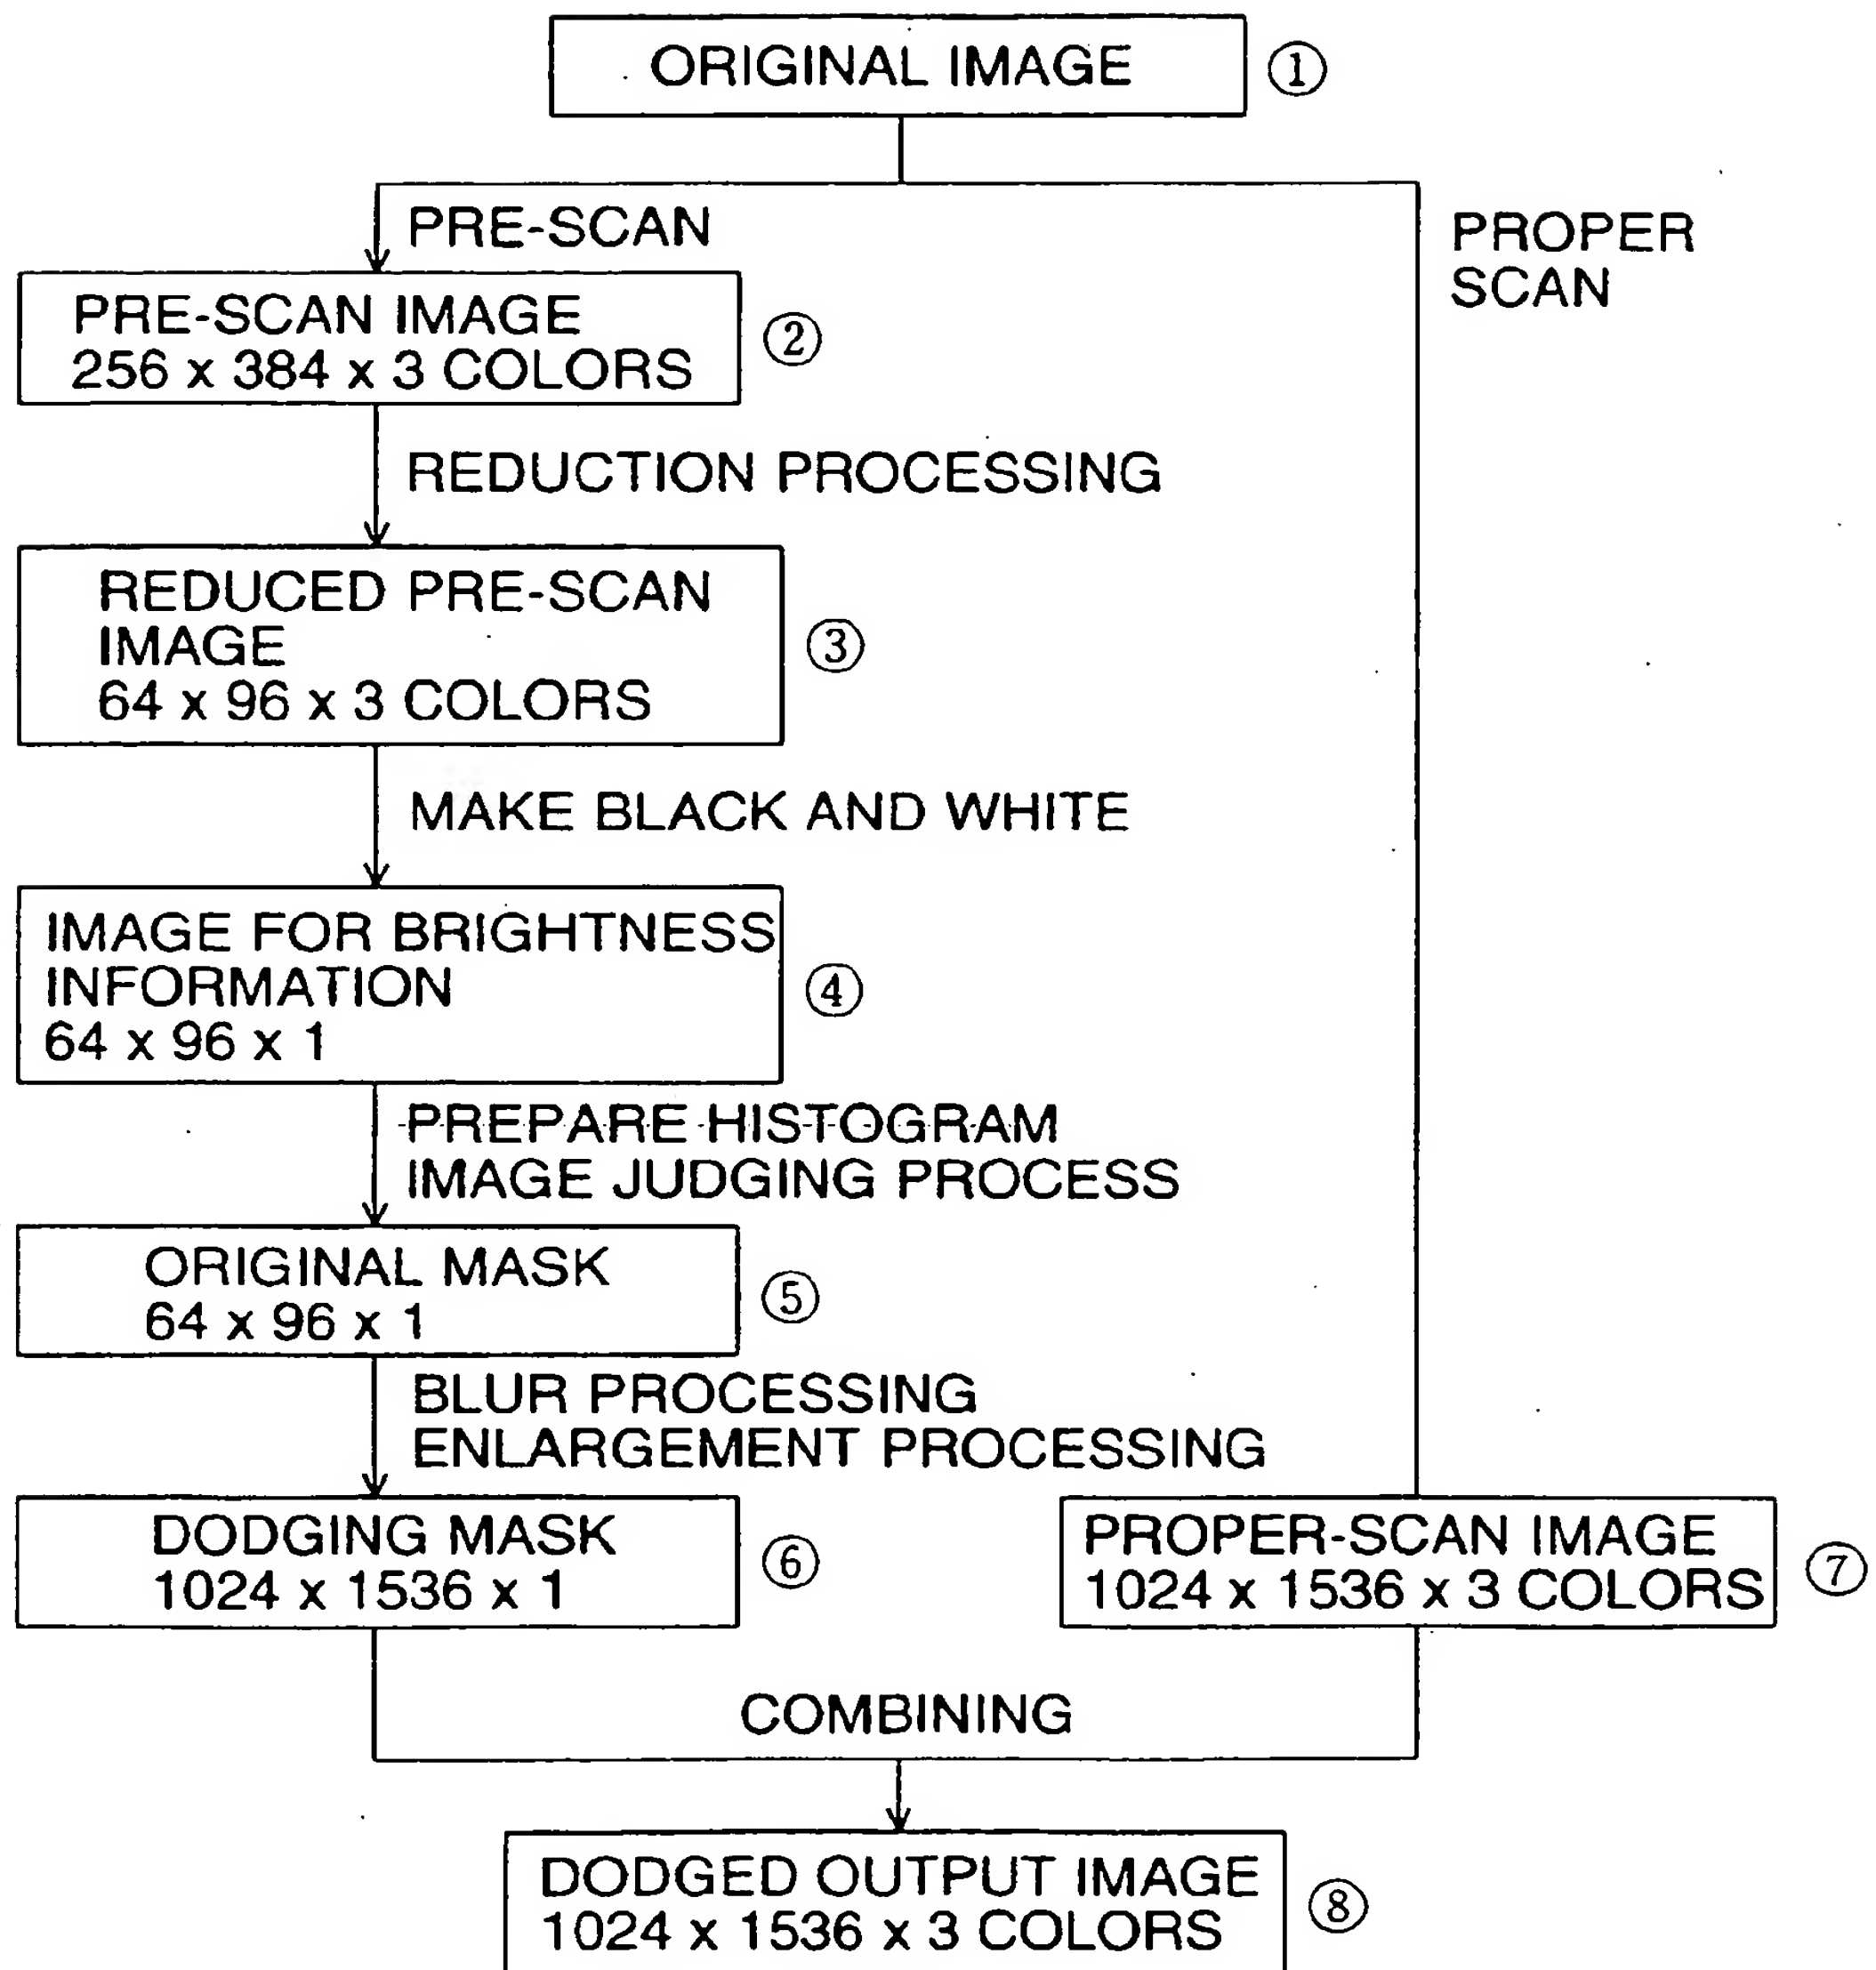 ORIGINAL IMAGE ①
PRE-SCAN
PROPER
SCAN
PRE-SCAN IMAGE
256 x 384 x 3 COLORS
②
REDUCTION PROCESSING
REDUCED PRE-SCAN
IMAGE
64 x 96 x 3 COLORS
③
MAKE BLACK AND WHITE
IMAGE FOR BRIGHTNESS
INFORMATION
64 x 96 x 1
④
PREPARE HISTOGRAM
IMAGE JUDGING PROCESS
ORIGINAL MASK
64 x 96 x 1
⑤
BLUR PROCESSING
ENLARGEMENT PROCESSING
DODGING MASK
1024 x 1536 x 1
⑥
PROPER-SCAN IMAGE
1024 x 1536 x 3 COLORS
⑦
COMBINING
DODGED OUTPUT IMAGE
1024 x 1536 x 3 COLORS
⑧